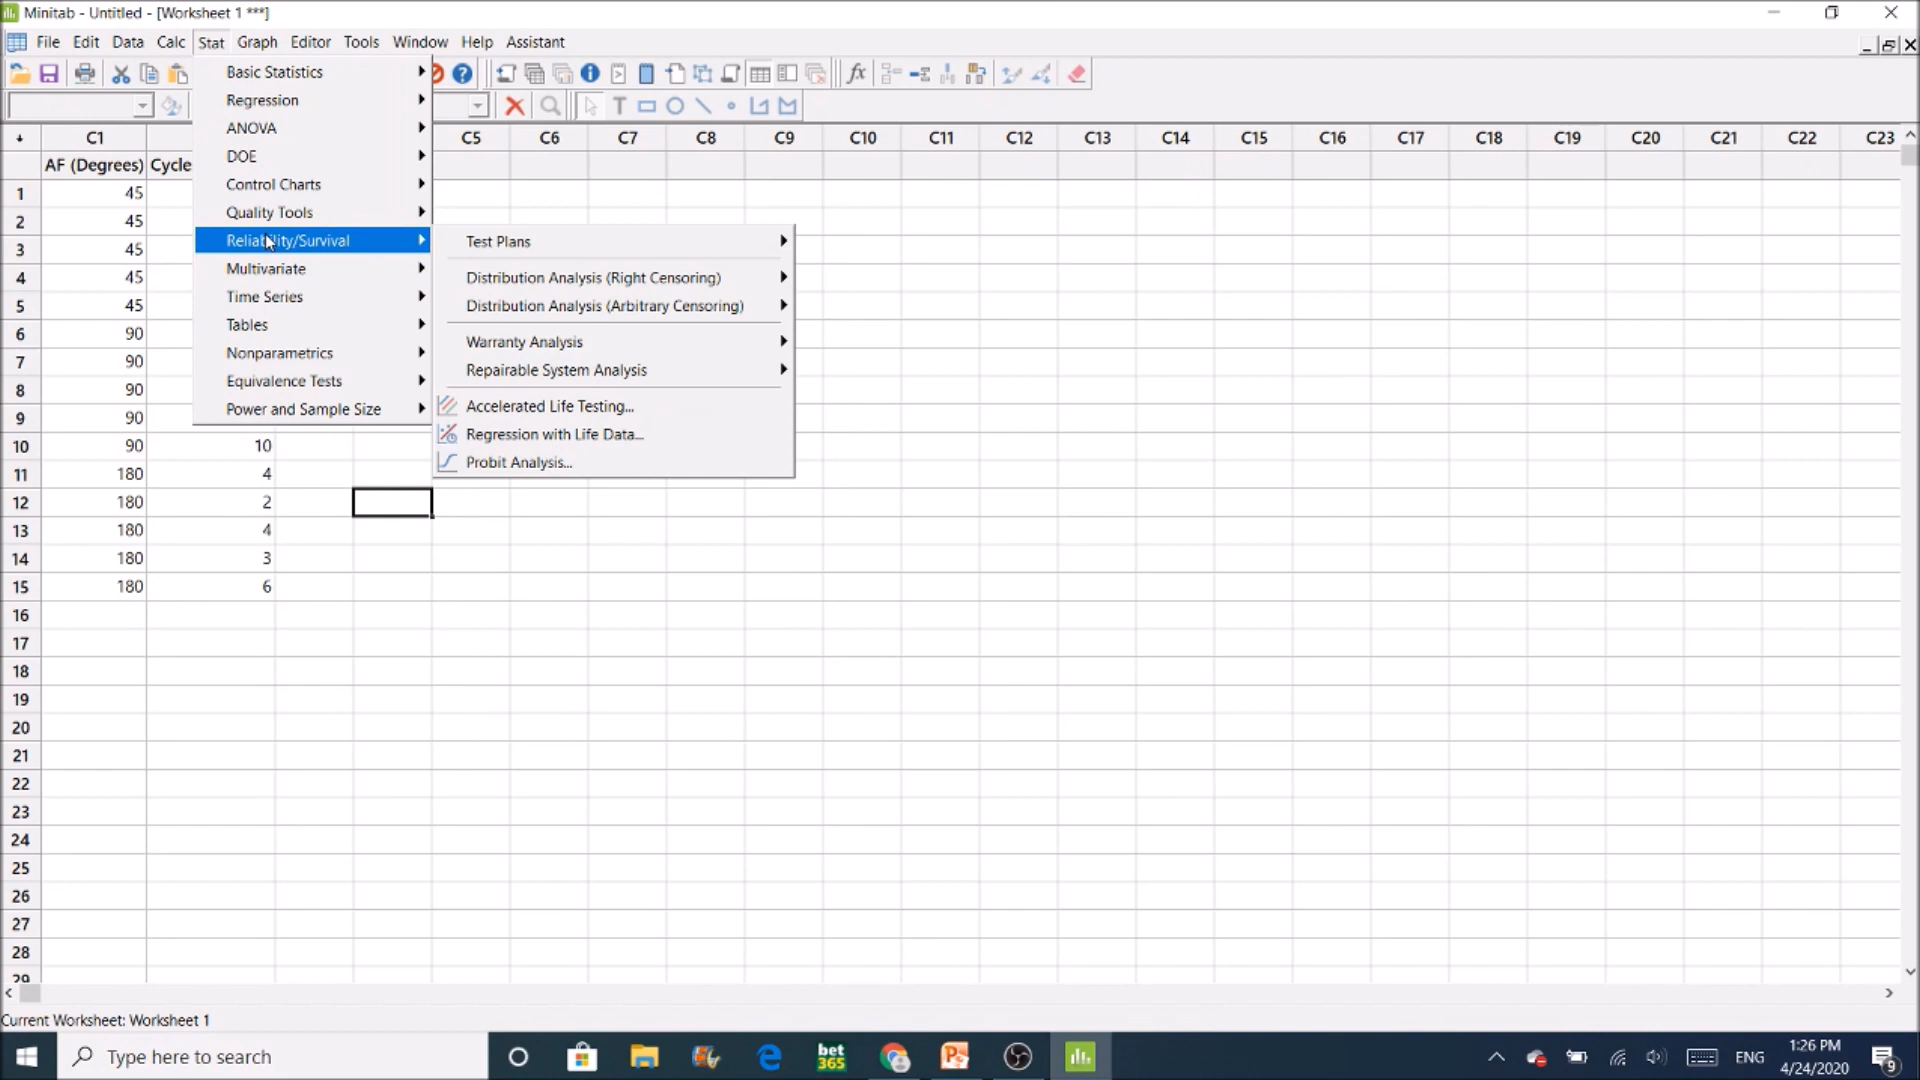 Minitab - Untitled - [Worksheet 1 ***]
File Edit Data Calc Stat Graph Editor Tools Window Help Assistant
Basic Statistics
Regression
ANOVA
DOE
Control Charts
Quality Tools
Reliability/Survival
Multivariate
Time Series
Tables
Nonparametrics
Equivalence Tests
Power and Sample Size
Test Plans
Distribution Analysis (Right Censoring)
Distribution Analysis (Arbitrary Censoring)
Warranty Analysis
Repairable System Analysis
Accelerated Life Testing...
Regression with Life Data...
Probit Analysis...
C1 C5 C6 C7 C8 C9 C10 C11 C12 C13 C14 C15 C16 C17 C18 C19 C20 C21 C22 C23
AF (Degrees) Cycle
1 45
2 45
3 45
4 45
5 45
6 90
7 90
8 90
9 90
10 90 10
11 180 4
12 180 2
13 180 4
14 180 3
15 180 6
16
17
18
19
20
21
22
23
24
25
26
27
28
29
Current Worksheet: Worksheet 1
Type here to search
bet
365
ENG
1:26 PM
4/24/2020
9